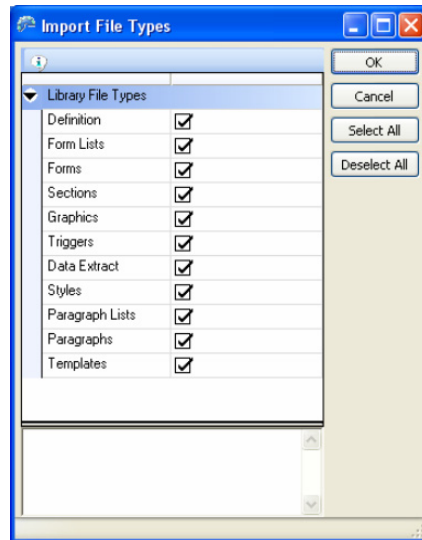 Import File Types
OK
Cancel
Select All
Deselect All
Library File Types
Definition
Form Lists
Forms
Sections
Graphics
Triggers
Data Extract
Styles
Paragraph Lists
Paragraphs
Templates